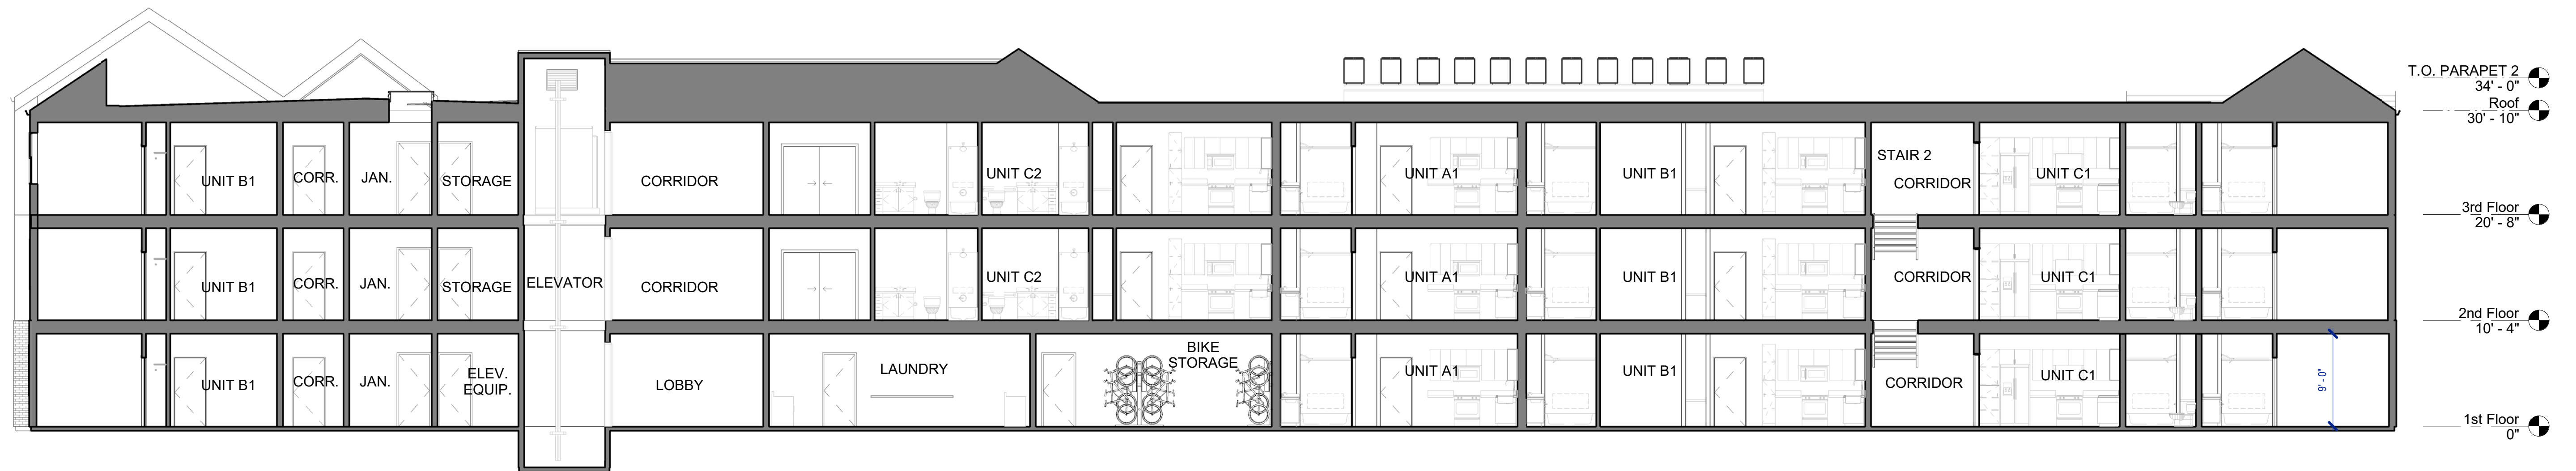 T.O. PARAPET 2
34' - 0"
Roof
30' - 10"
UNIT B1
CORR.
JAN.
STORAGE
CORRIDOR
UNIT C2
UNIT A1
UNIT B1
STAIR 2
CORRIDOR
UNIT C1
3rd Floor
20' - 8"
UNIT B1
CORR.
JAN.
STORAGE
ELEVATOR
CORRIDOR
UNIT C2
UNIT A1
UNIT B1
CORRIDOR
UNIT C1
2nd Floor
10' - 4"
UNIT B1
CORR.
JAN.
ELEV.
EQUIP.
LOBBY
LAUNDRY
BIKE
STORAGE
UNIT A1
UNIT B1
CORRIDOR
UNIT C1
9' - 0"
1st Floor
0"